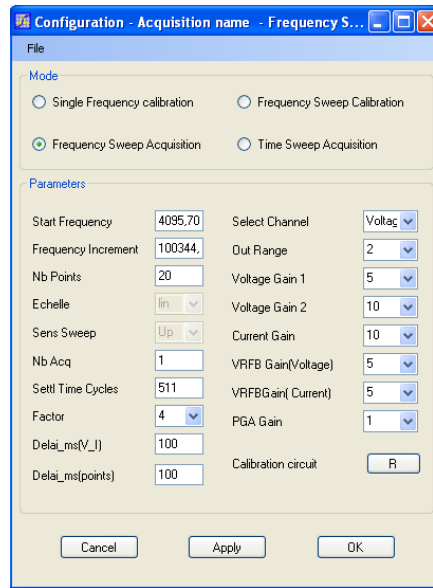 Configuration - Acquisition name - Frequency S...
File
Mode
Single Frequency calibration
Frequency Sweep Calibration
Frequency Sweep Acquisition
Time Sweep Acquisition
Parameters
Start Frequency 4095,70
Select Channel Voltag
Frequency Increment 100344,
Out Range 2
Nb Points 20
Voltage Gain 1 5
Echelle lin
Voltage Gain 2 10
Sens Sweep Up
Current Gain 10
Nb Acq 1
VRFB Gain(Voltage) 5
Settl Time Cycles 511
VRFBGain( Current) 5
Factor 4
PGA Gain 1
Delai_ms(V_I) 100
Calibration circuit R
Delai_ms(points) 100
Cancel Apply OK